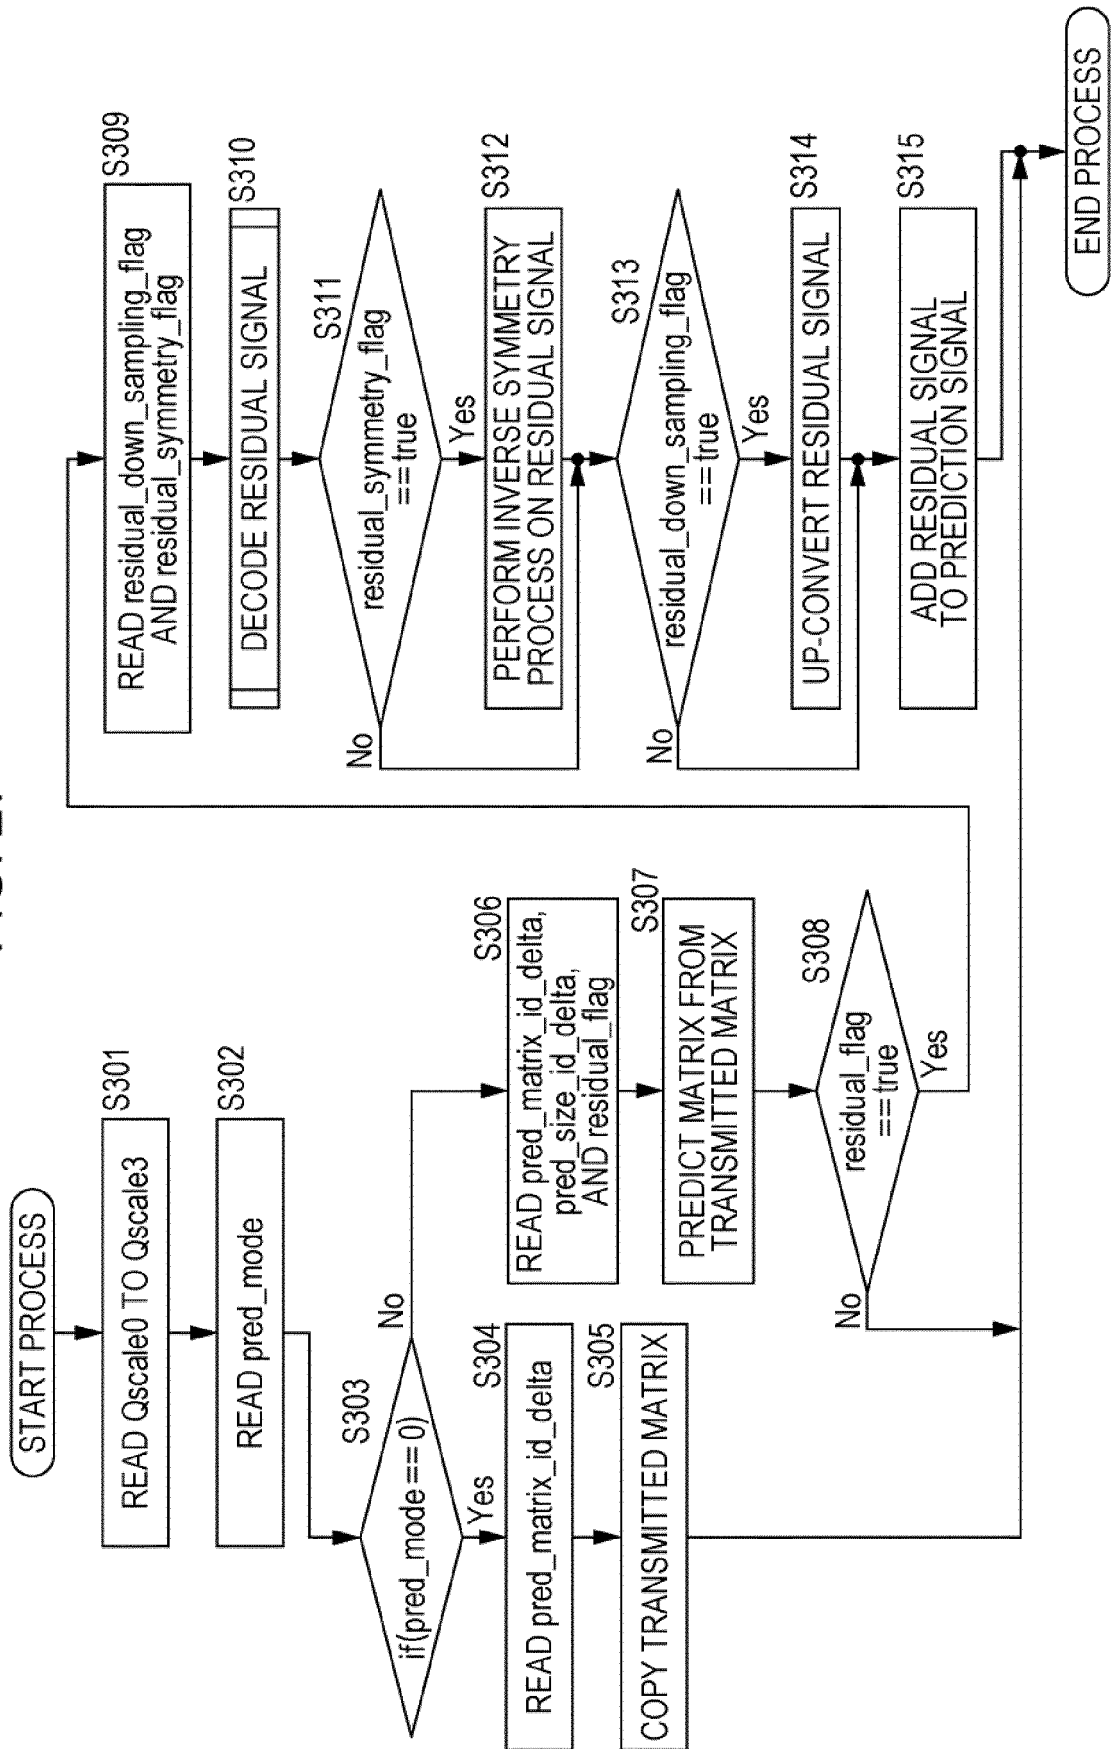 START PROCESS
S301
READ Qscale0 TO Qscale3
S302
READ pred_mode
S303
if(pred_mode == 0)
No
Yes
S304
READ pred_matrix_id_delta
S305
COPY TRANSMITTED MATRIX
S306
READ pred_matrix_id_delta,
pred_size_id_delta,
AND residual_flag
S307
PREDICT MATRIX FROM
TRANSMITTED MATRIX
S308
residual_flag
==true
No
Yes
S309
READ residual_down_sampling_flag
AND residual_symmetry_flag
S310
DECODE RESIDUAL SIGNAL
S311
residual_symmetry_flag
==true
No
Yes
S312
PERFORM INVERSE SYMMETRY
PROCESS ON RESIDUAL SIGNAL
S313
residual_down_sampling_flag
==true
No
Yes
S314
UP-CONVERT RESIDUAL SIGNAL
S315
ADD RESIDUAL SIGNAL
TO PREDICTION SIGNAL
END PROCESS